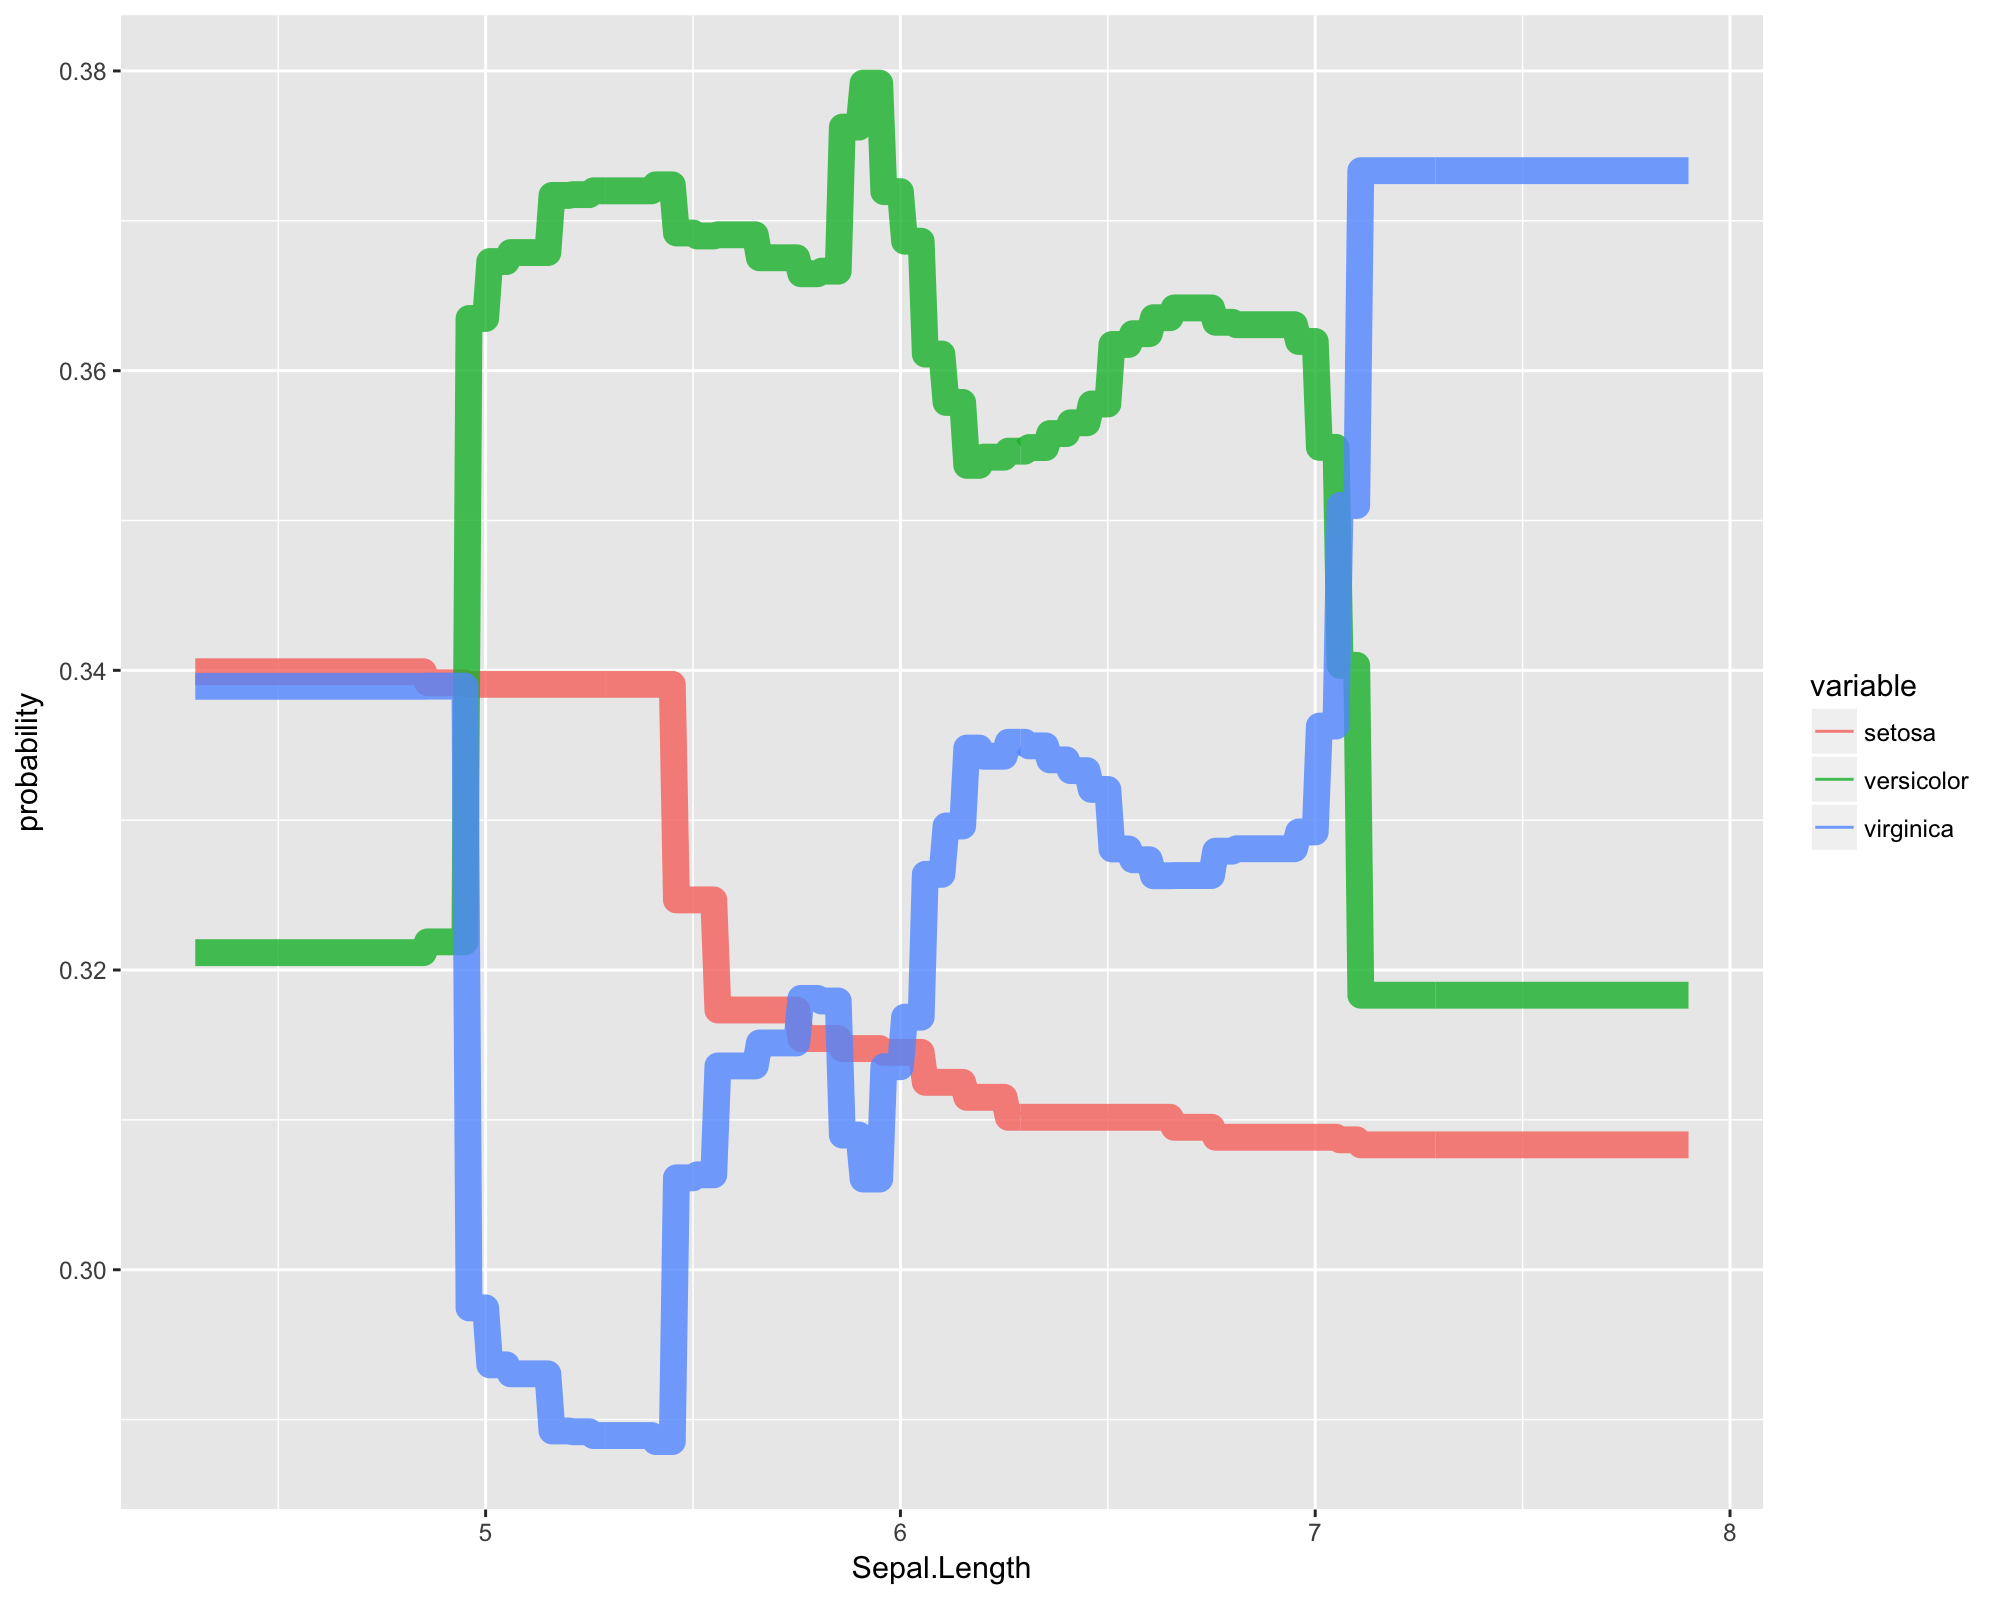 0.38
0.36
0.34
0.32
0.30
probability
5 6 7 8
Sepal.Length
variable
setosa
versicolor
virginica